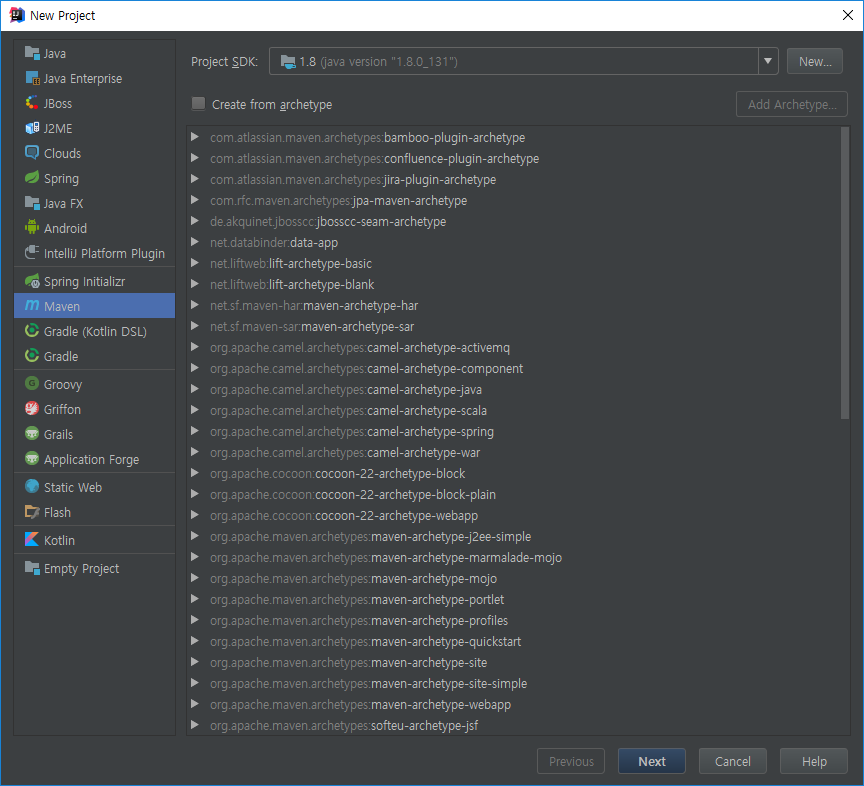 New Project
Java
Java Enterprise
JBoss
J2ME
Clouds
Spring
Java FX
Android
IntelliJ Platform Plugin
Spring Initializr
Maven
Gradle (Kotlin DSL)
Gradle
Groovy
Griffon
Grails
Application Forge
Static Web
Flash
Kotlin
Empty Project
Project SDK: 1.8 (java version "1.8.0_131") New...
Create from archetype Add Archetype...
com.atlassian.maven.archetypes:bamboo-plugin-archetype
com.atlassian.maven.archetypes:confluence-plugin-archetype
com.atlassian.maven.archetypes:jira-plugin-archetype
com.rfc.maven.archetypes:jpa-maven-archetype
de.akquinet.jbosscc:jbosscc-seam-archetype
net.databinder:data-app
net.liftweb:lift-archetype-basic
net.liftweb:lift-archetype-blank
net.sf.maven-har:maven-archetype-har
net.sf.maven-sar:maven-archetype-sar
org.apache.camel.archetypes:camel-archetype-activemq
org.apache.camel.archetypes:camel-archetype-component
org.apache.camel.archetypes:camel-archetype-java
org.apache.camel.archetypes:camel-archetype-scala
org.apache.camel.archetypes:camel-archetype-spring
org.apache.camel.archetypes:camel-archetype-war
org.apache.cocoon:cocoon-22-archetype-block
org.apache.cocoon:cocoon-22-archetype-block-plain
org.apache.cocoon:cocoon-22-archetype-webapp
org.apache.maven.archetypes:maven-archetype-j2ee-simple
org.apache.maven.archetypes:maven-archetype-marmalade-mojo
org.apache.maven.archetypes:maven-archetype-mojo
org.apache.maven.archetypes:maven-archetype-portlet
org.apache.maven.archetypes:maven-archetype-profiles
org.apache.maven.archetypes:maven-archetype-quickstart
org.apache.maven.archetypes:maven-archetype-site
org.apache.maven.archetypes:maven-archetype-site-simple
org.apache.maven.archetypes:maven-archetype-webapp
org.apache.maven.archetypes:softeu-archetype-jsf
Previous Next Cancel Help